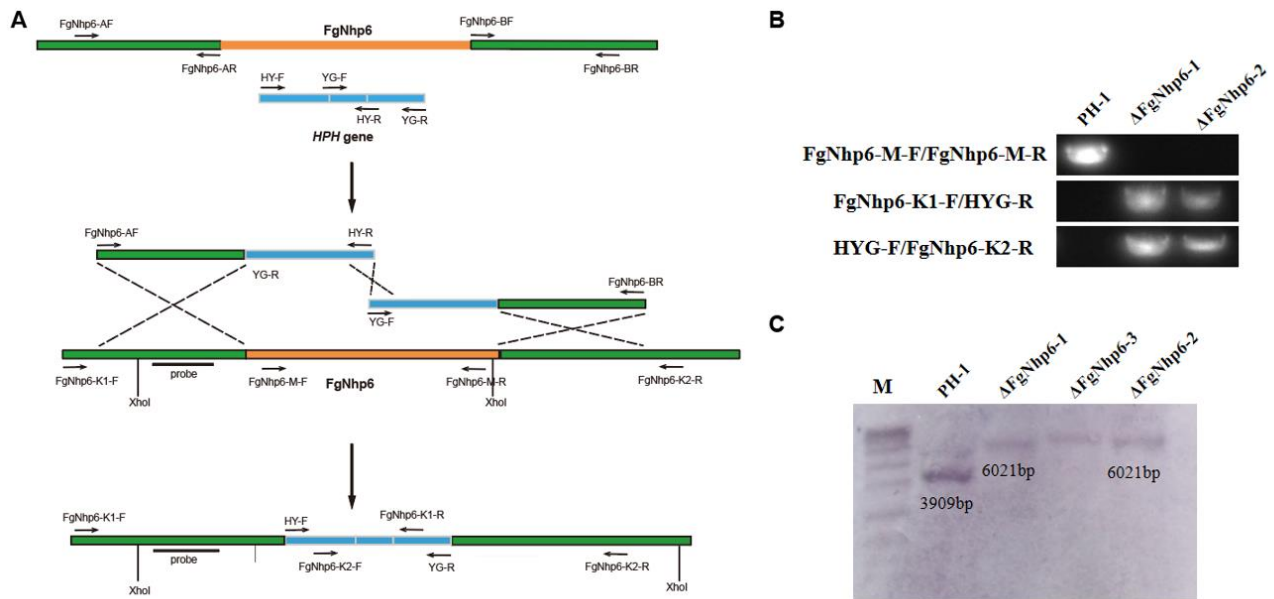 A
FgNhp6-AF
FgNhp6
FgNhp6-BF
FgNhp6-AR
FgNhp6-BR
HY-F
YG-F
HY-R
YG-R
HPH gene
FgNhp6-AF
HY-R
YG-R
FgNhp6-BR
YG-F
FgNhp6-K1-F
probe
FgNhp6-M-F
FgNhp6
FgNhp6-M-R
FgNhp6-K2-R
XhoI
XhoI
FgNhp6-K1-F
HY-F
FgNhp6-K1-R
probe
FgNhp6-K2-F
YG-R
FgNhp6-K2-R
XhoI
XhoI
B
PH-1
ΔFgNhp6-1
ΔFgNhp6-2
FgNhp6-M-F/FgNhp6-M-R
FgNhp6-K1-F/HYG-R
HYG-F/FgNhp6-K2-R
C
M
PH-1
ΔFgNhp6-1
ΔFgNhp6-3
ΔFgNhp6-2
3909bp
6021bp
6021bp